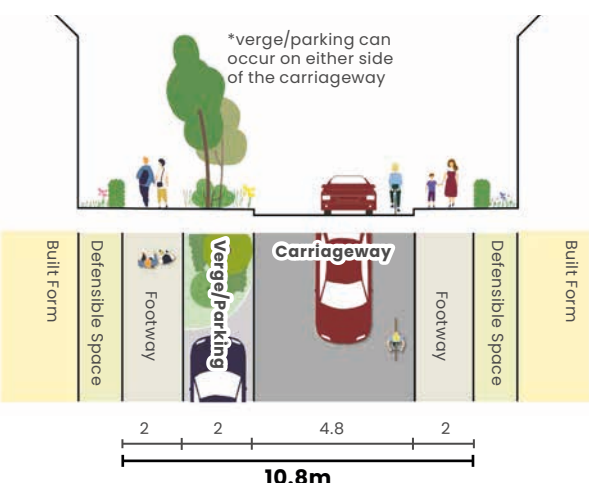 *verge/parking can
occur on either side
of the carriageway
Built Form
Defensible Space
Footway
Verge/Parking
Carriageway
Footway
Defensible Space
Built Form
2 2 4.8 2
10.8m